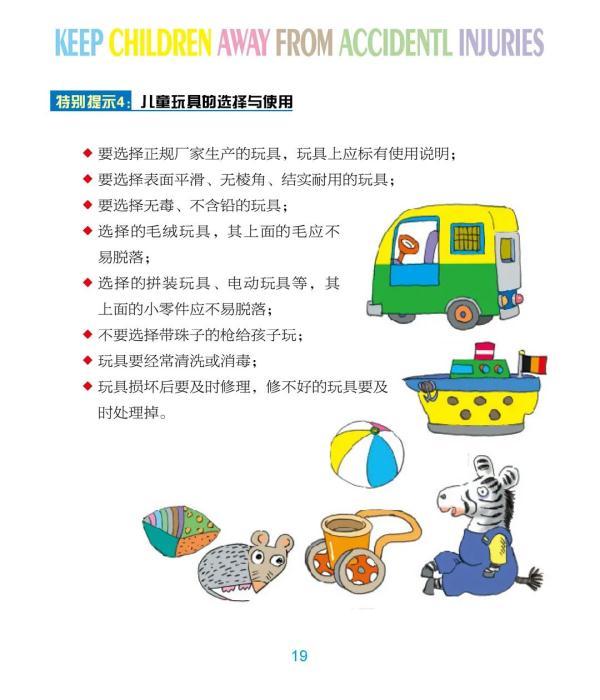 KEEP CHILDREN AWAY FROM ACCIDENTL INJURIES
特别提示4：儿童玩具的选择与使用
◆ 要选择正规厂家生产的玩具，玩具上应标有使用说明；
◆ 要选择表面平滑、无棱角、结实耐用的玩具；
◆ 要选择无毒、不含铅的玩具；
◆ 选择的毛绒玩具，其上面的毛应不
易脱落；
◆ 选择的拼装玩具、电动玩具等，其
上面的小零件应不易脱落；
◆ 不要选择带珠子的枪给孩子玩；
◆ 玩具要经常清洗或消毒；
◆ 玩具损坏后要及时修理，修不好的玩具要及
时处理掉。
19